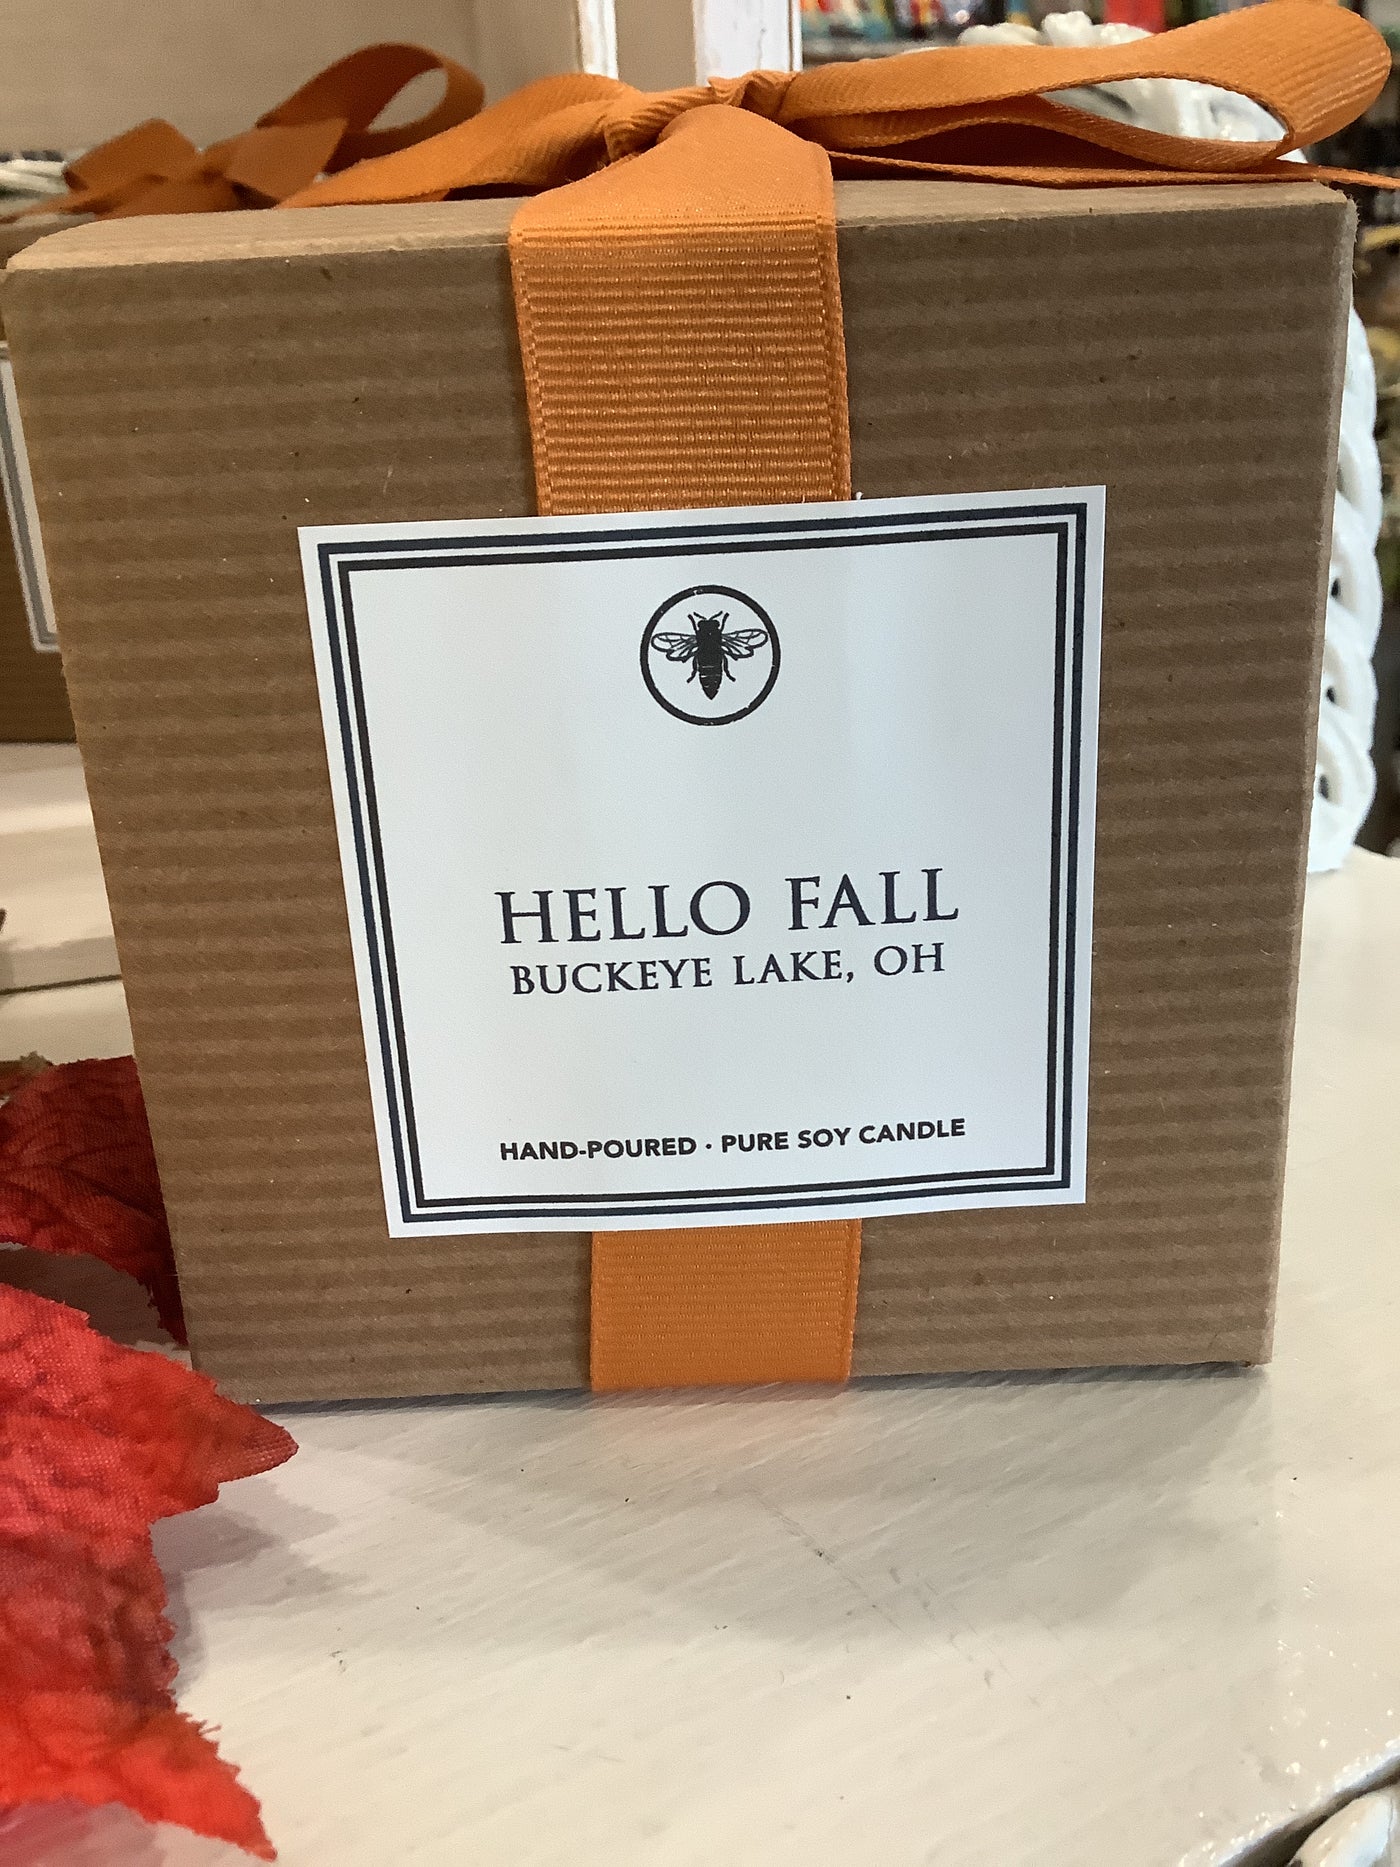 HELLO FALL
BUCKEYE LAKE, OH
HAND-POURED · PURE SOY CANDLE